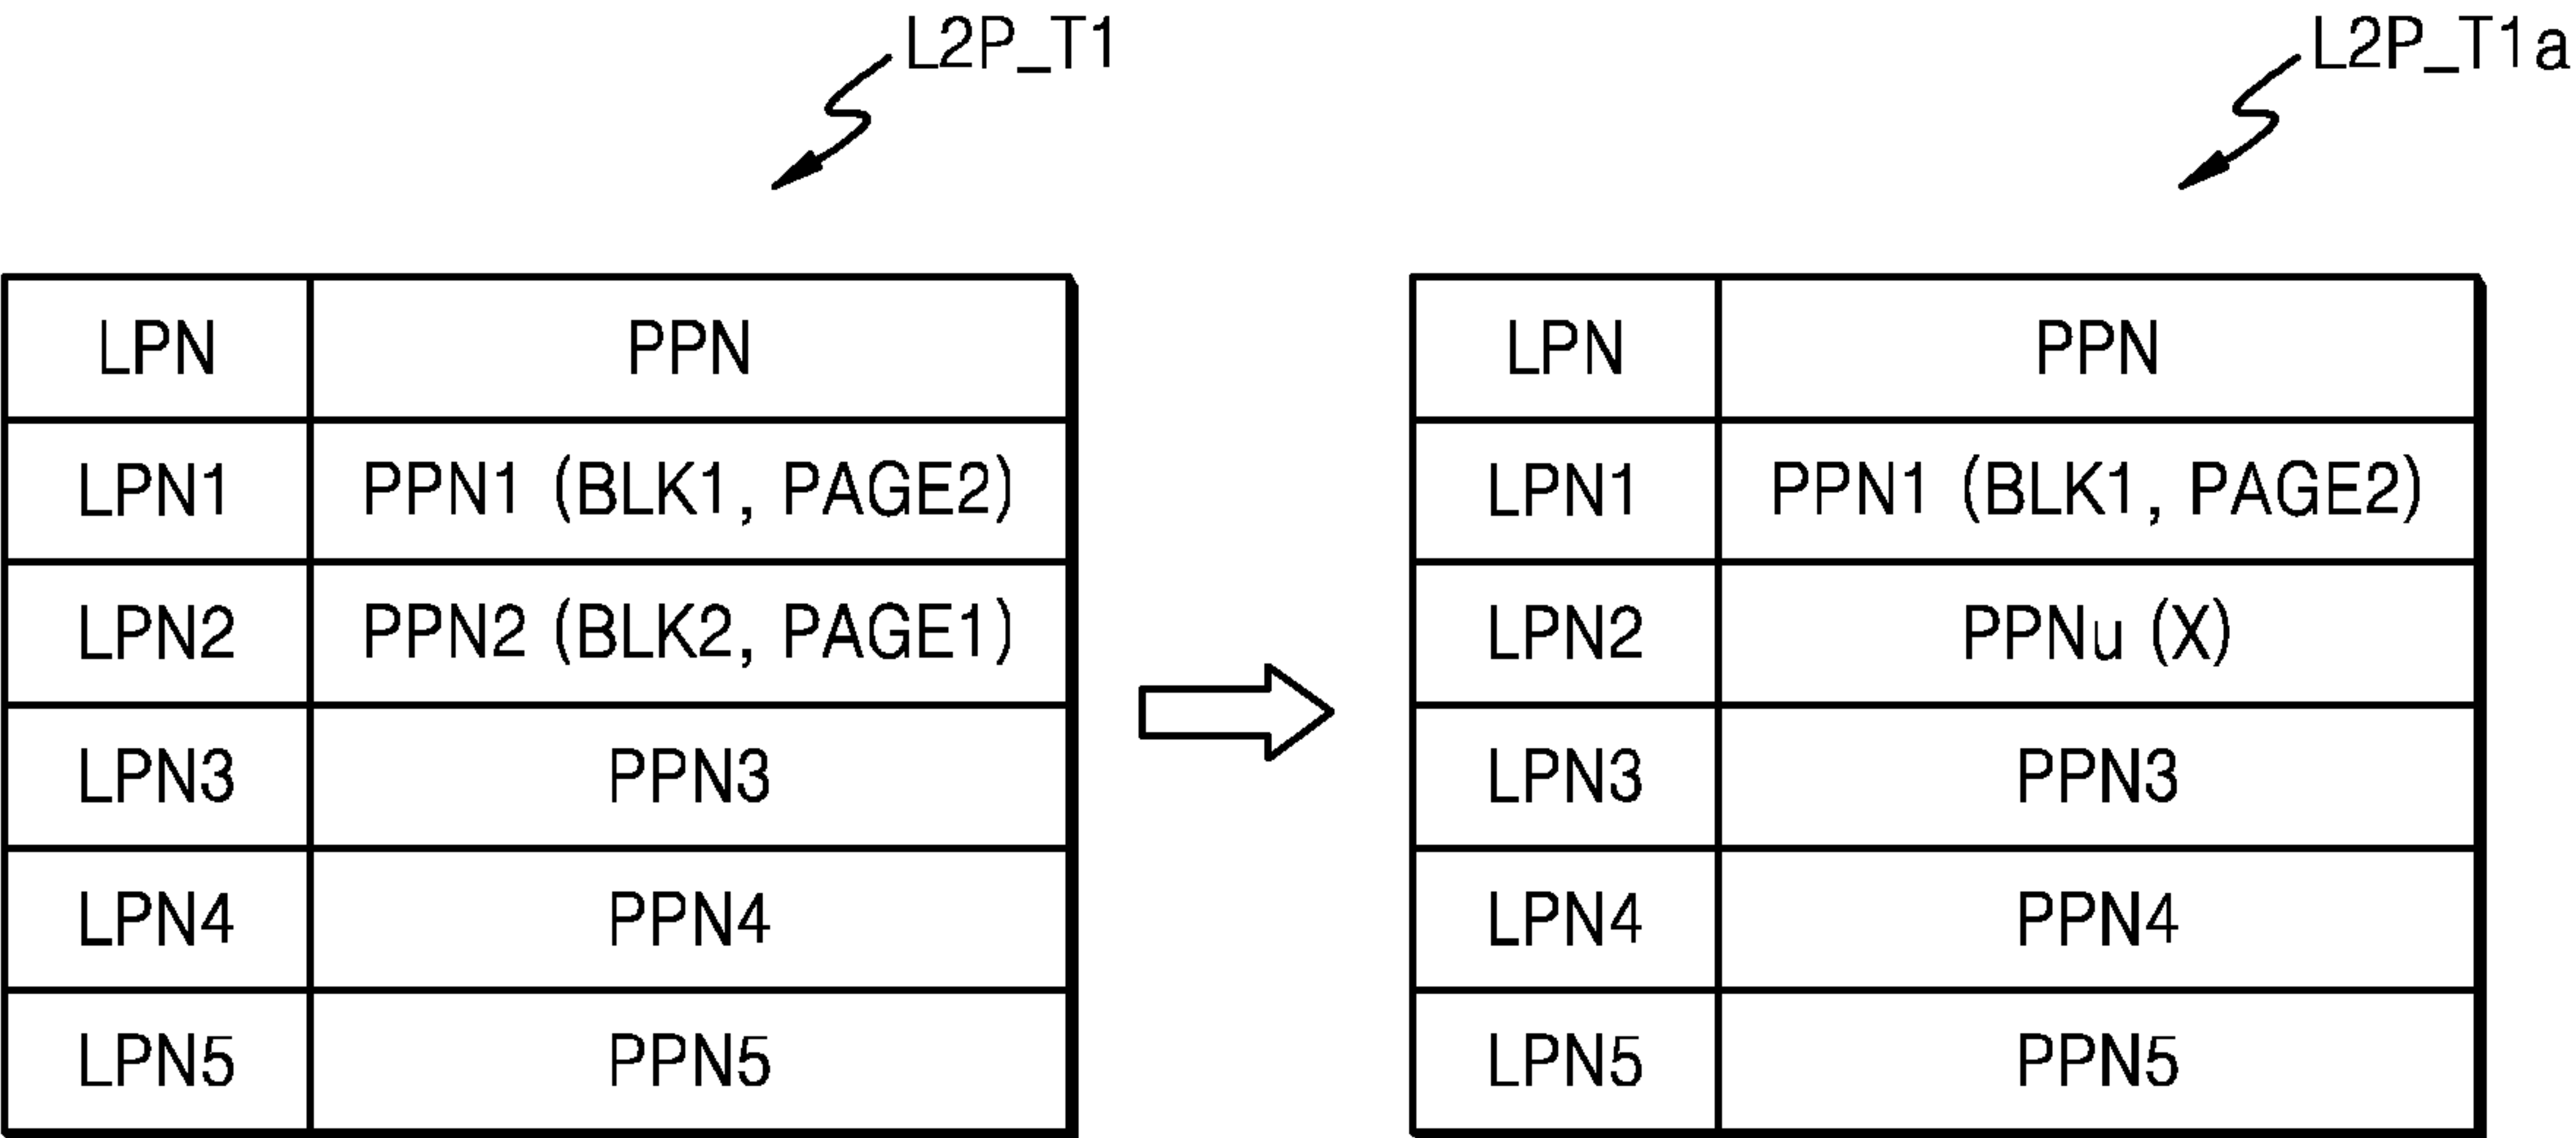 L2P_T1
LPN PPN
LPN1 PPN1 (BLK1, PAGE2)
LPN2 PPN2 (BLK2, PAGE1)
LPN3 PPN3
LPN4 PPN4
LPN5 PPN5
L2P_T1a
LPN PPN
LPN1 PPN1 (BLK1, PAGE2)
LPN2 PPNu (X)
LPN3 PPN3
LPN4 PPN4
LPN5 PPN5